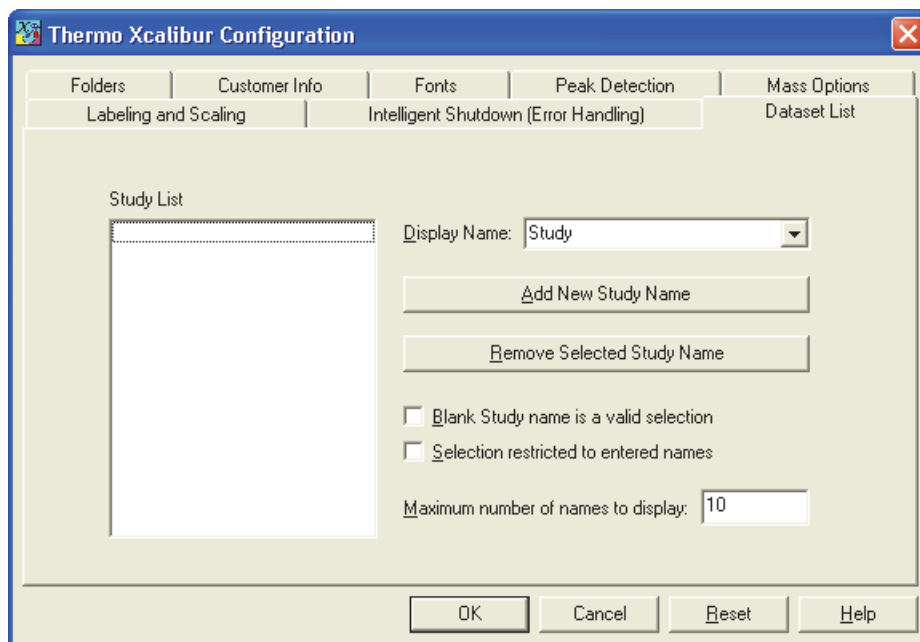 Thermo Xcalibur Configuration
Folders
Customer Info
Fonts
Peak Detection
Mass Options
Labeling and Scaling
Intelligent Shutdown (Error Handling)
Dataset List
Study List
Display Name: Study
Add New Study Name
Remove Selected Study Name
Blank Study name is a valid selection
Selection restricted to entered names
Maximum number of names to display: 10
OK
Cancel
Reset
Help